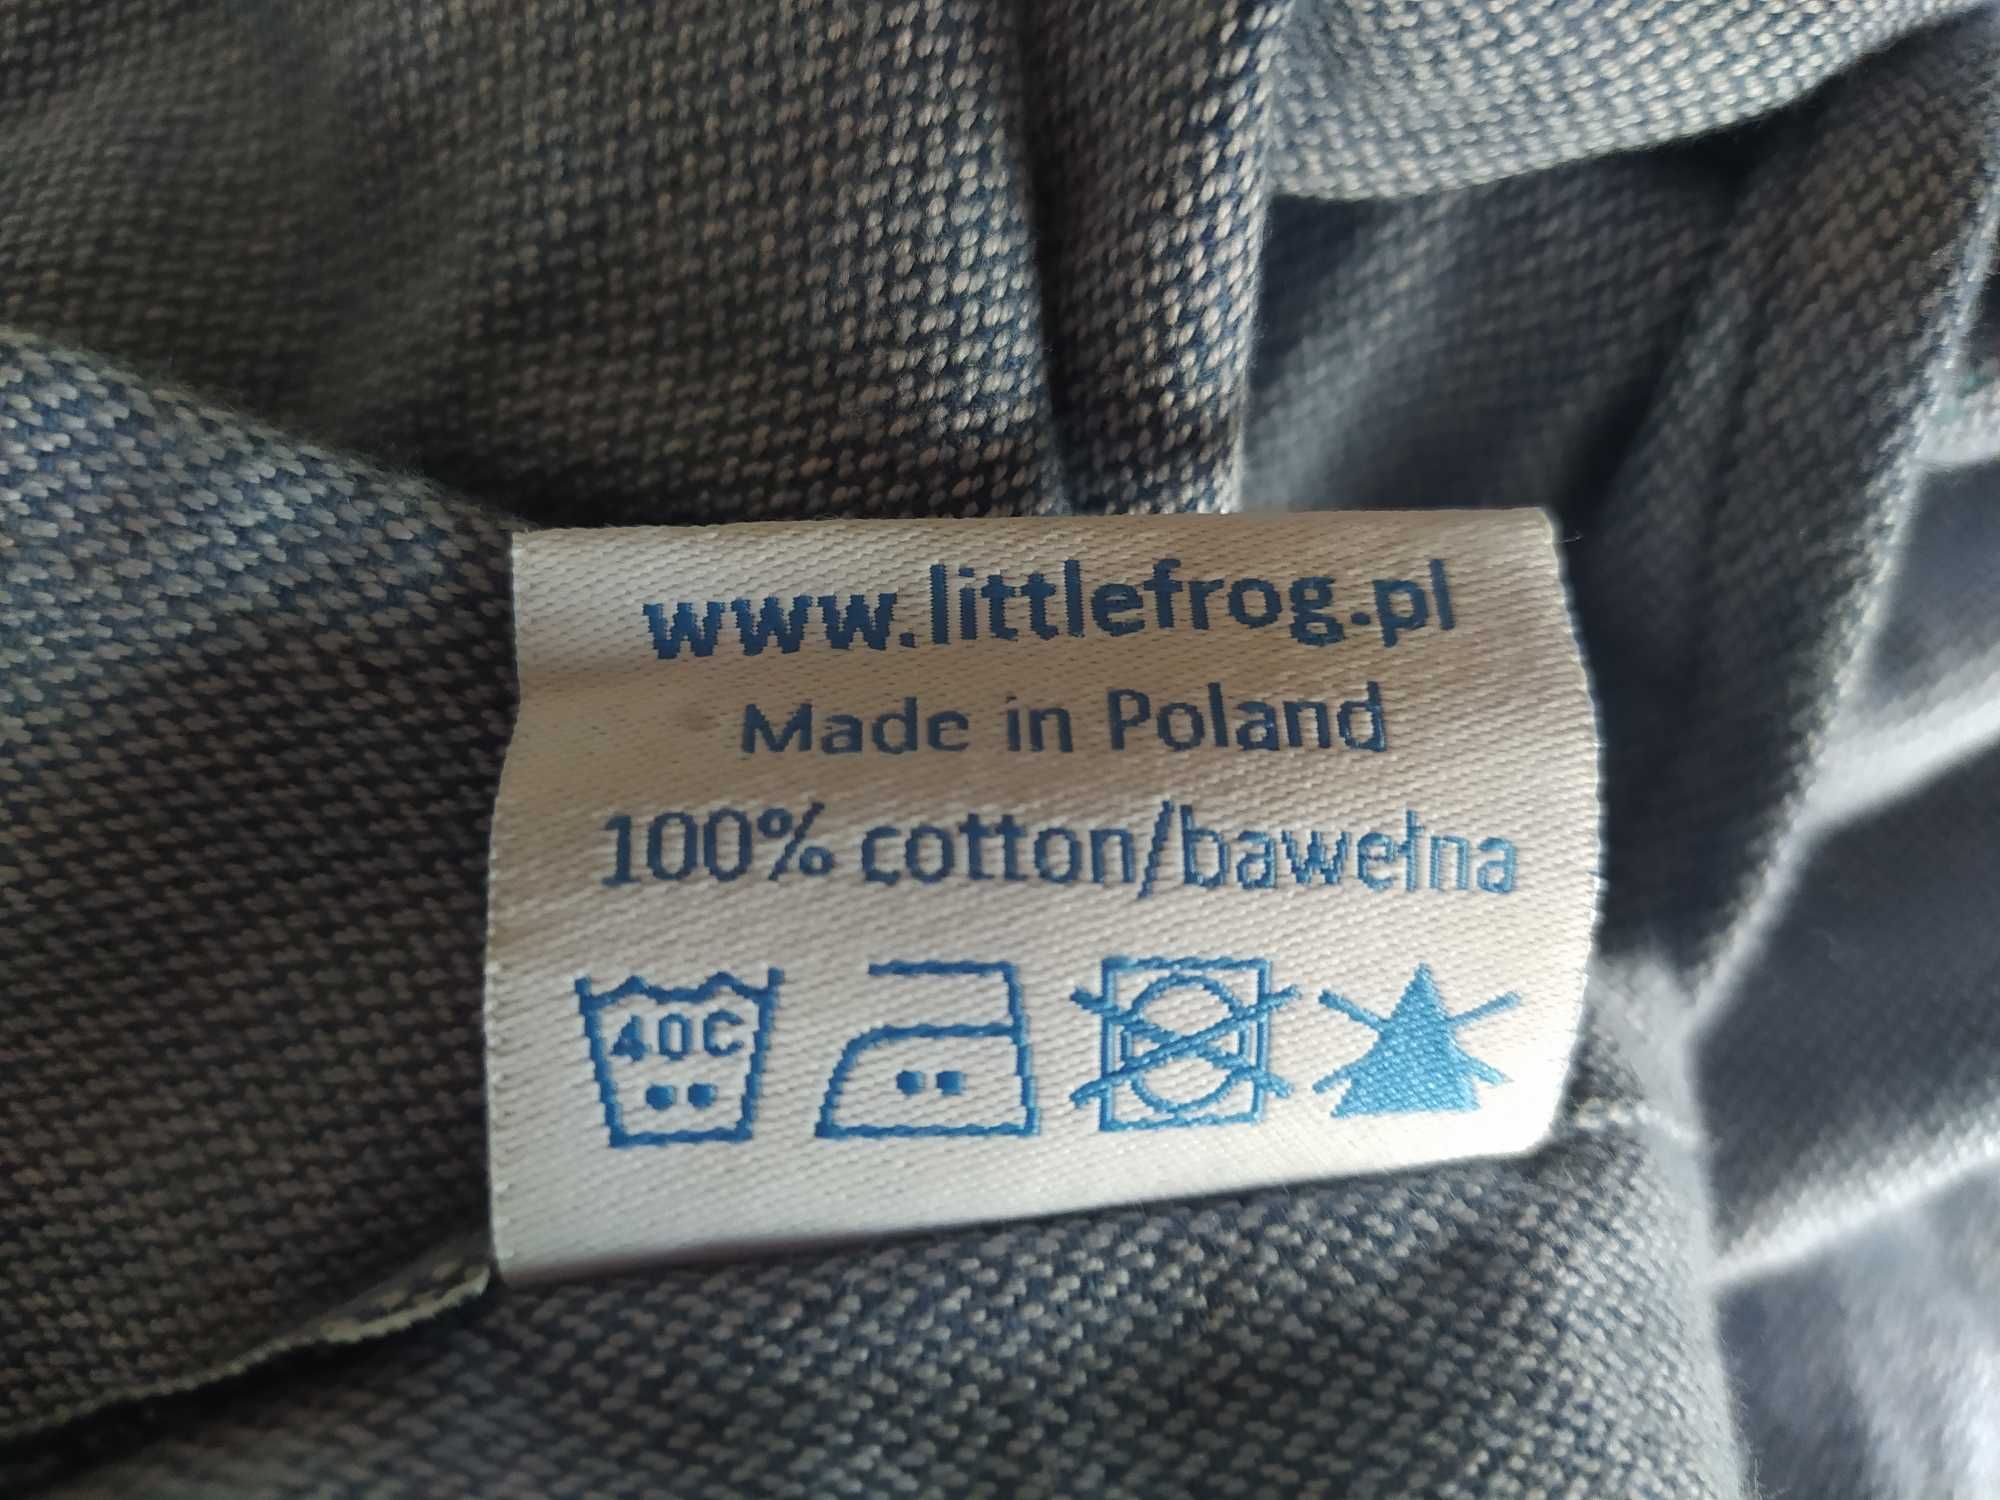 www.littlefrog.pl
Made in Poland
100% cotton/bawełna
40C